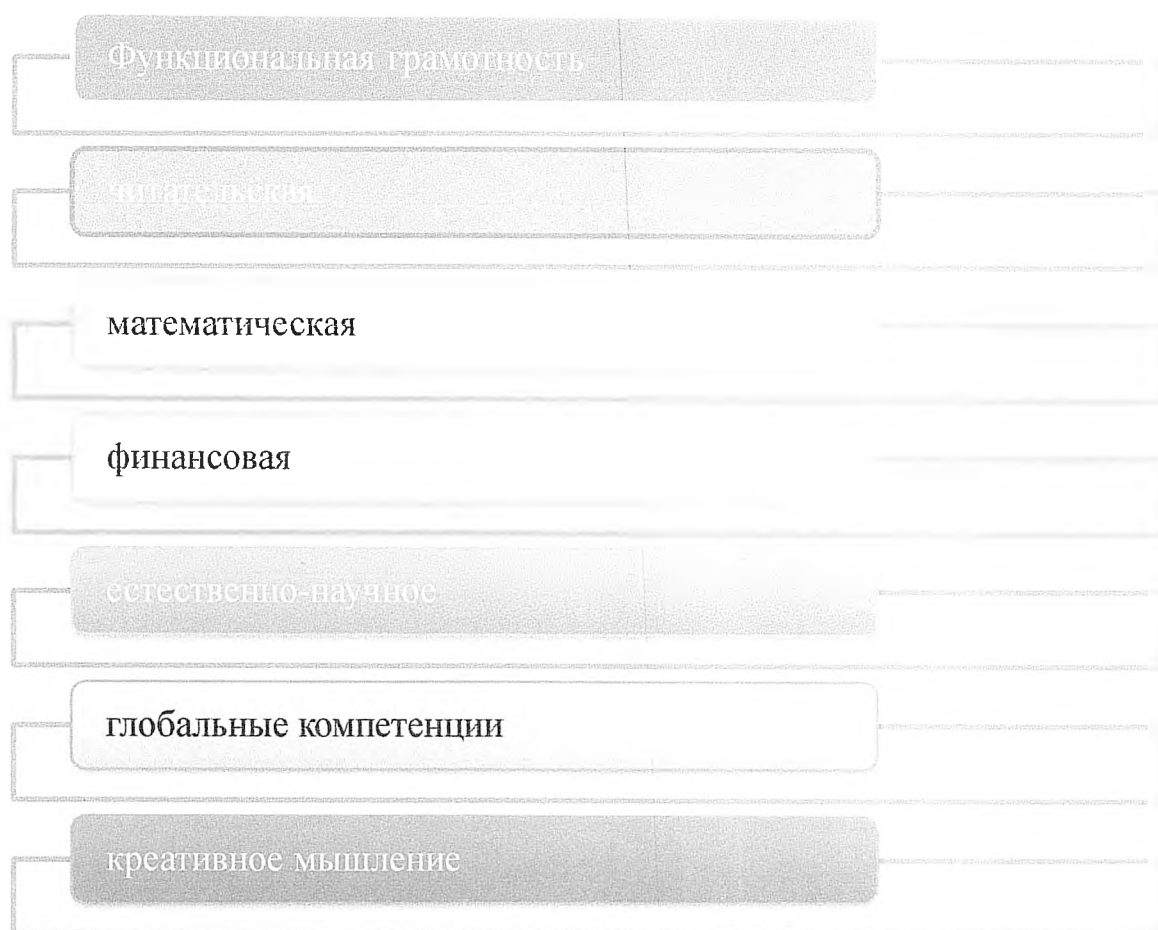 Функциональная грамотность
читательская
математическая
финансовая
естественно-научное
глобальные компетенции
креативное мышление